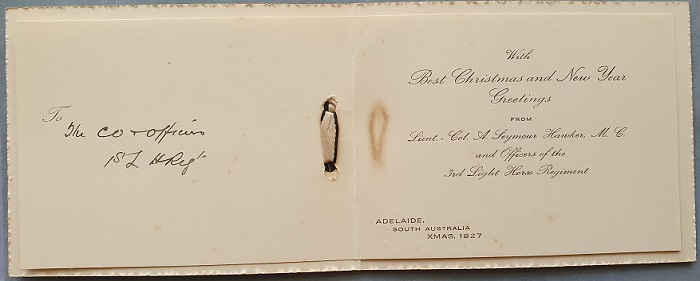 To
The CO & officers
1st L H Regt
With
Best Christmas and New Year
Greetings
FROM
Lieut-Col. A. Seymour Hawker, M. C.
and Officers of the
3rd Light Horse Regiment
ADELAIDE,
SOUTH AUSTRALIA
XMAS, 1927